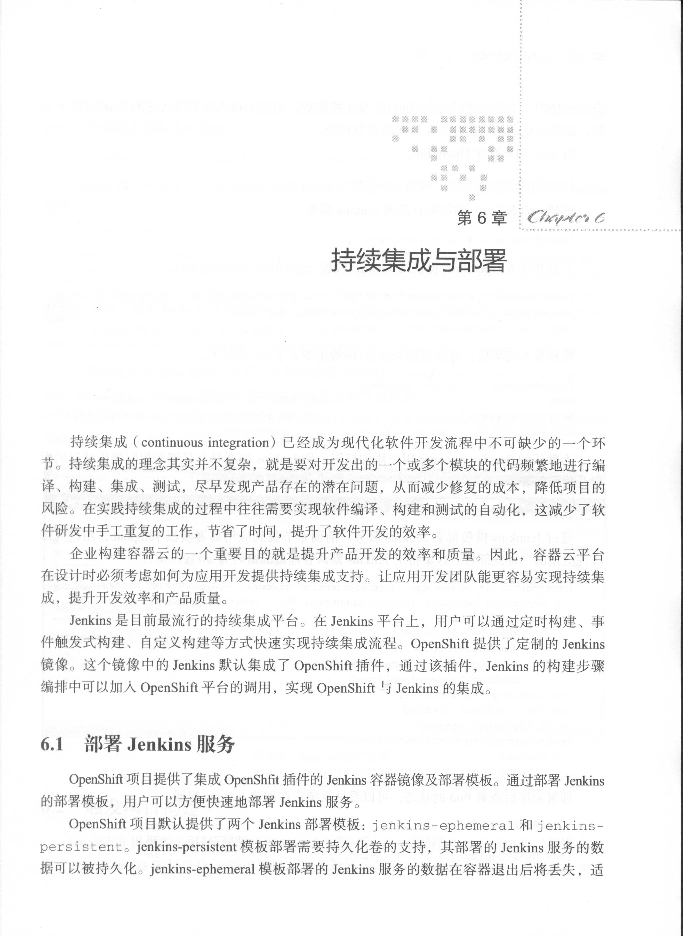 第 6 章 Chapter 6
持续集成与部署
持续集成（continuous integration）已经成为现代化软件开发流程中不可缺少的一个环
节。持续集成的理念其实并不复杂，就是要对开发出的一个或多个模块的代码频繁地进行编
译、构建、集成、测试，尽早发现产品存在的潜在问题，从而减少修复的成本，降低项目的
风险。在实践持续集成的过程中往往需要实现软件编译、构建和测试的自动化，这减少了软
件研发中手工重复的工作，节省了时间，提升了软件开发的效率。
企业构建容器云的一个重要目的就是提升产品开发的效率和质量。因此，容器云平台
在设计时必须考虑如何为应用开发提供持续集成支持。让应用开发团队能更容易实现持续集
成，提升开发效率和产品质量。
Jenkins 是目前最流行的持续集成平台。在 Jenkins 平台上，用户可以通过定时构建、事
件触发式构建、自定义构建等方式快速实现持续集成流程。OpenShift 提供了定制的 Jenkins
镜像。这个镜像中的 Jenkins 默认集成了 OpenShift 插件，通过该插件，Jenkins 的构建步骤
编排中可以加入 OpenShift 平台的调用，实现 OpenShift 与 Jenkins 的集成。
6.1 部署 Jenkins 服务
OpenShift 项目提供了集成 OpenShfit 插件的 Jenkins 容器镜像及部署模板。通过部署 Jenkins
的部署模板，用户可以方便快速地部署 Jenkins 服务。
OpenShift 项目默认提供了两个 Jenkins 部署模板：jenkins-ephemeral 和 jenkins-
persistent。jenkins-persistent 模板部署需要持久化卷的支持，其部署的 Jenkins 服务的数
据可以被持久化。jenkins-ephemeral 模板部署的 Jenkins 服务的数据在容器退出后将丢失，适